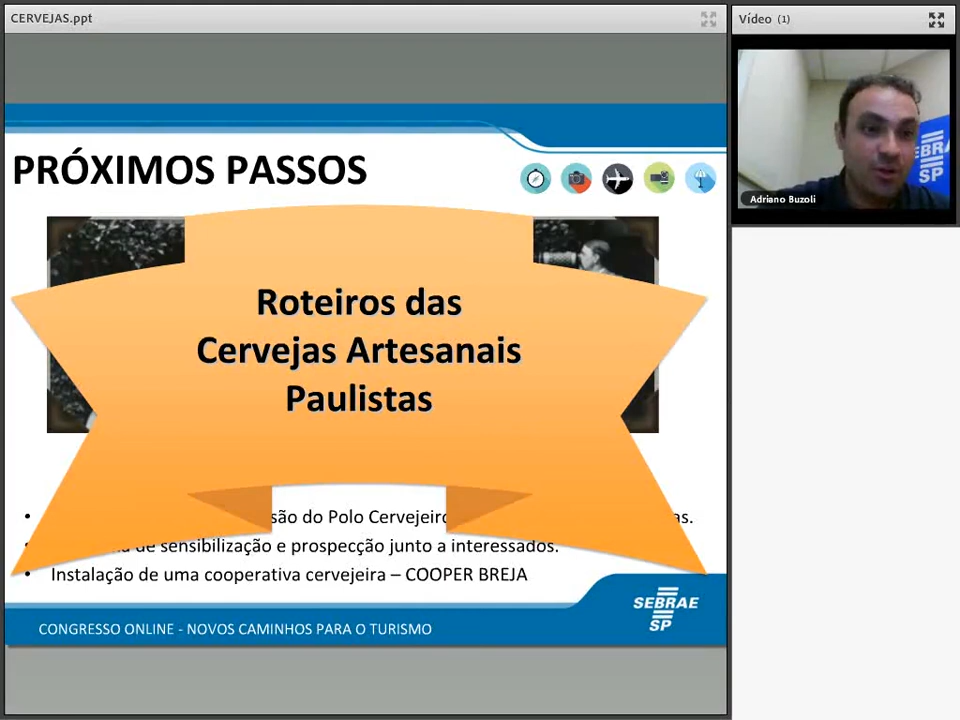 CERVEJAS.ppt
Vídeo (1)
PRÓXIMOS PASSOS
Adriano Buzoli
EBRA
SP
Roteiros das
Cervejas Artesanais
Paulistas
são do Polo Cervejeiro
• de sensibilização e prospecção junto a interessados.
• Instalação de uma cooperativa cervejeira – COOPER BREJA
SEBRAE
SP
CONGRESSO ONLINE - NOVOS CAMINHOS PARA O TURISMO